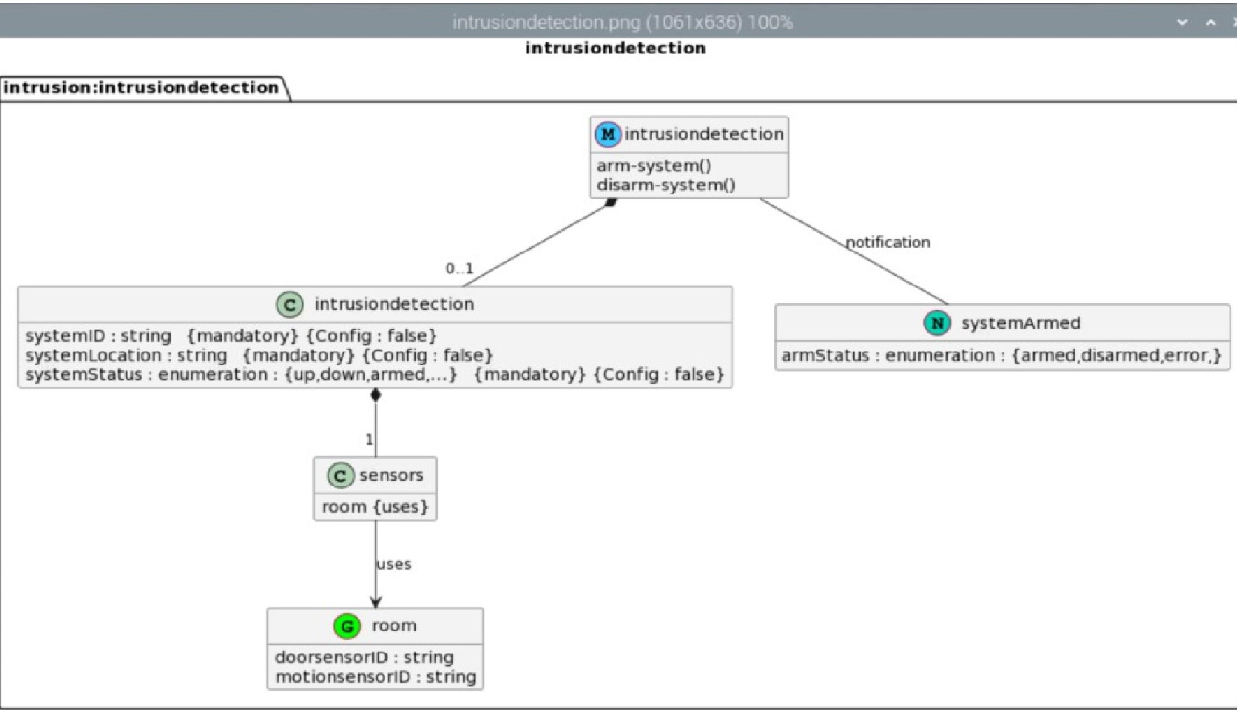 intrusiondetection.png (1061x636) 100%
intrusiondetection
intrusion:intrusiondetection
M intrusiondetection
arm-system()
disarm-system()
notification
0..1
C intrusiondetection
systemID : string {mandatory} {Config : false}
systemLocation : string {mandatory} {Config : false}
systemStatus : enumeration : {up,down,armed,...} {mandatory} {Config : false}
N systemArmed
armStatus : enumeration : {armed,disarmed,error,}
1
C sensors
room {uses}
uses
G room
doorsensorID : string
motionsensorID : string